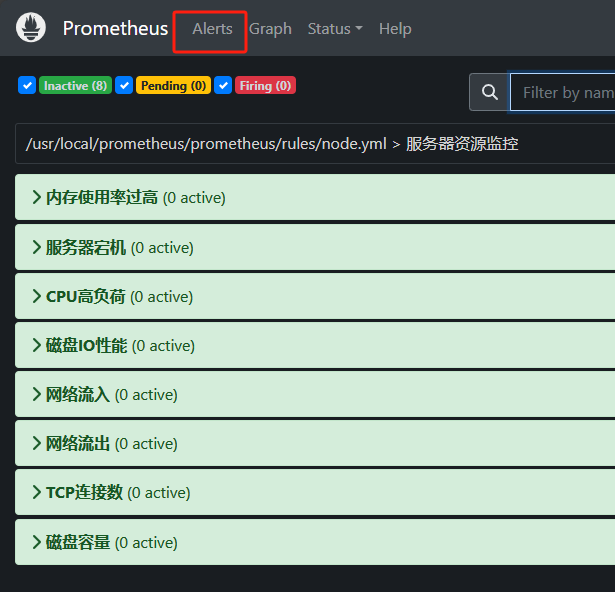 Prometheus Alerts Graph Status Help
Inactive (8) Pending (0) Firing (0) Filter by nam
/usr/local/prometheus/prometheus/rules/node.yml > 服务器资源监控
内存使用率过高 (0 active)
服务器宕机 (0 active)
CPU高负荷 (0 active)
磁盘IO性能 (0 active)
网络流入 (0 active)
网络流出 (0 active)
TCP连接数 (0 active)
磁盘容量 (0 active)